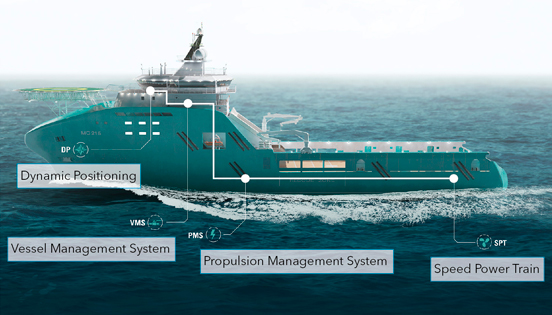 DP
Dynamic Positioning
VMS
Vessel Management System
PMS
Propulsion Management System
SPT
Speed Power Train